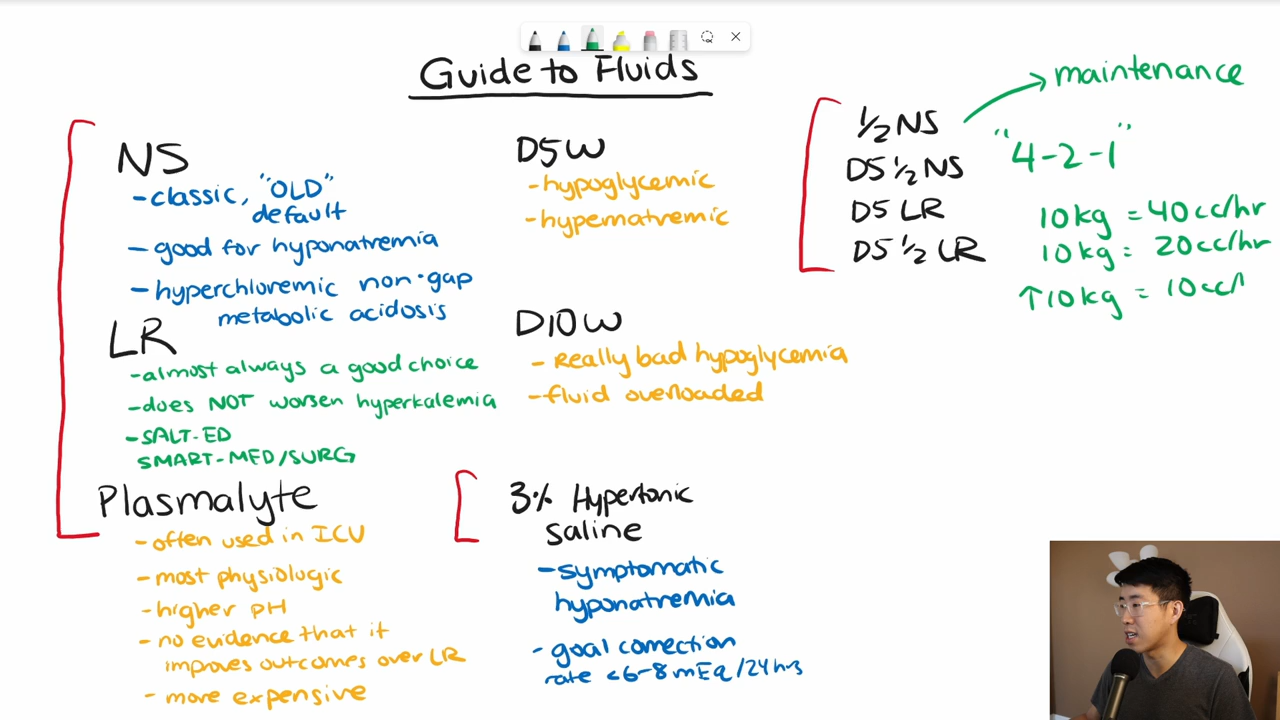 Guide to Fluids
NS
-classic, "OLD"
default
- good for hyponatremia
- hyperchloremic non-gap
metabolic acidosis
LR
-almost always a good choice
-does NOT worsen hyperkalemia
-SALT-ED
SMART-MED/SURG
Plasmalyte
- often used in ICU
- most physiologic
- higher PH
- no evidence that it
improves outcomes over LR
- more expensive
D5W
-hypoglycemic
-hypernatremic
D10W
- Really bad hypoglycemia
-fluid overloaded
3% Hypertonic
saline
-symptomatic
hyponatremia
- goal correction
rate <6-8mEq/24hrs
1/2 NS
D5 1/2 NS
D5 LR
D5 1/2 LR
maintenance
"4-2-1"
10kg = 40cc/hr
10kg = 20cc/hr
↑10kg = 10cc/